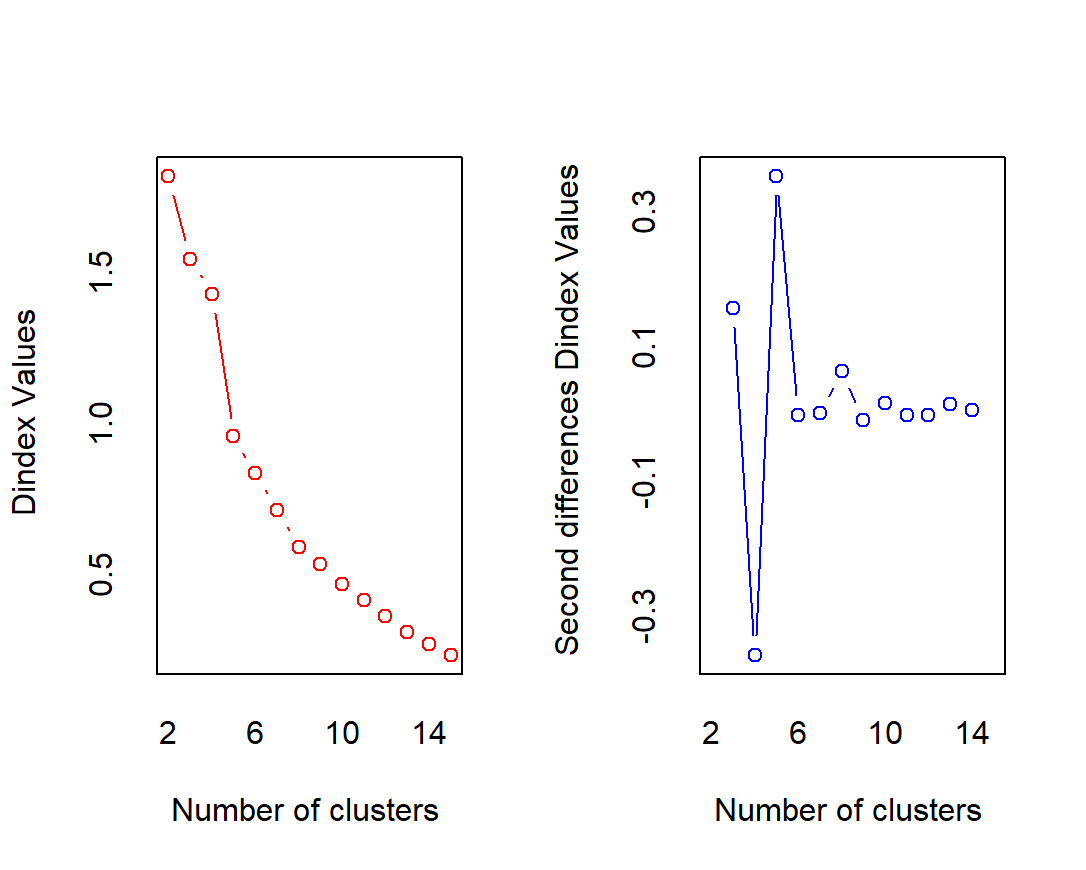 Dindex Values
1.5
1.0
0.5
2 6 10 14
Number of clusters
Second differences Dindex Values
0.3
0.1
-0.1
-0.3
2 6 10 14
Number of clusters